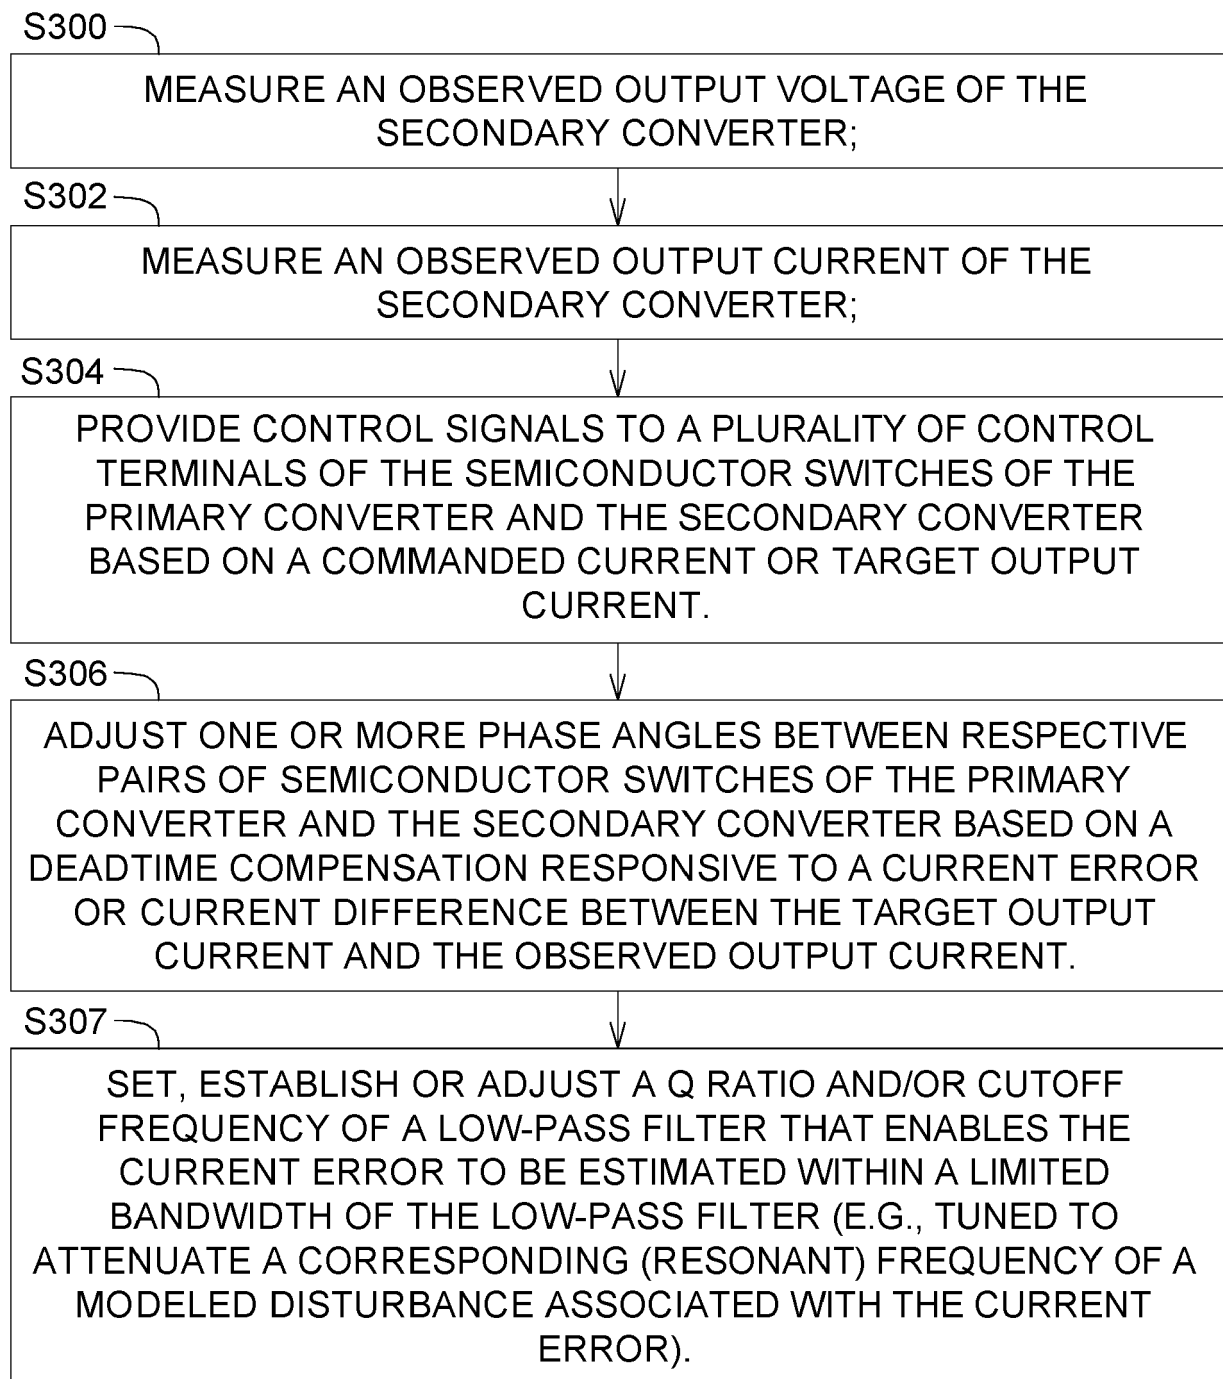 S300
MEASURE AN OBSERVED OUTPUT VOLTAGE OF THE
SECONDARY CONVERTER;
S302
MEASURE AN OBSERVED OUTPUT CURRENT OF THE
SECONDARY CONVERTER;
S304
PROVIDE CONTROL SIGNALS TO A PLURALITY OF CONTROL
TERMINALS OF THE SEMICONDUCTOR SWITCHES OF THE
PRIMARY CONVERTER AND THE SECONDARY CONVERTER
BASED ON A COMMANDED CURRENT OR TARGET OUTPUT
CURRENT.
S306
ADJUST ONE OR MORE PHASE ANGLES BETWEEN RESPECTIVE
PAIRS OF SEMICONDUCTOR SWITCHES OF THE PRIMARY
CONVERTER AND THE SECONDARY CONVERTER BASED ON A
DEADTIME COMPENSATION RESPONSIVE TO A CURRENT ERROR
OR CURRENT DIFFERENCE BETWEEN THE TARGET OUTPUT
CURRENT AND THE OBSERVED OUTPUT CURRENT.
S307
SET, ESTABLISH OR ADJUST A Q RATIO AND/OR CUTOFF
FREQUENCY OF A LOW-PASS FILTER THAT ENABLES THE
CURRENT ERROR TO BE ESTIMATED WITHIN A LIMITED
BANDWIDTH OF THE LOW-PASS FILTER (E.G., TUNED TO
ATTENUATE A CORRESPONDING (RESONANT) FREQUENCY OF A
MODELED DISTURBANCE ASSOCIATED WITH THE CURRENT
ERROR).